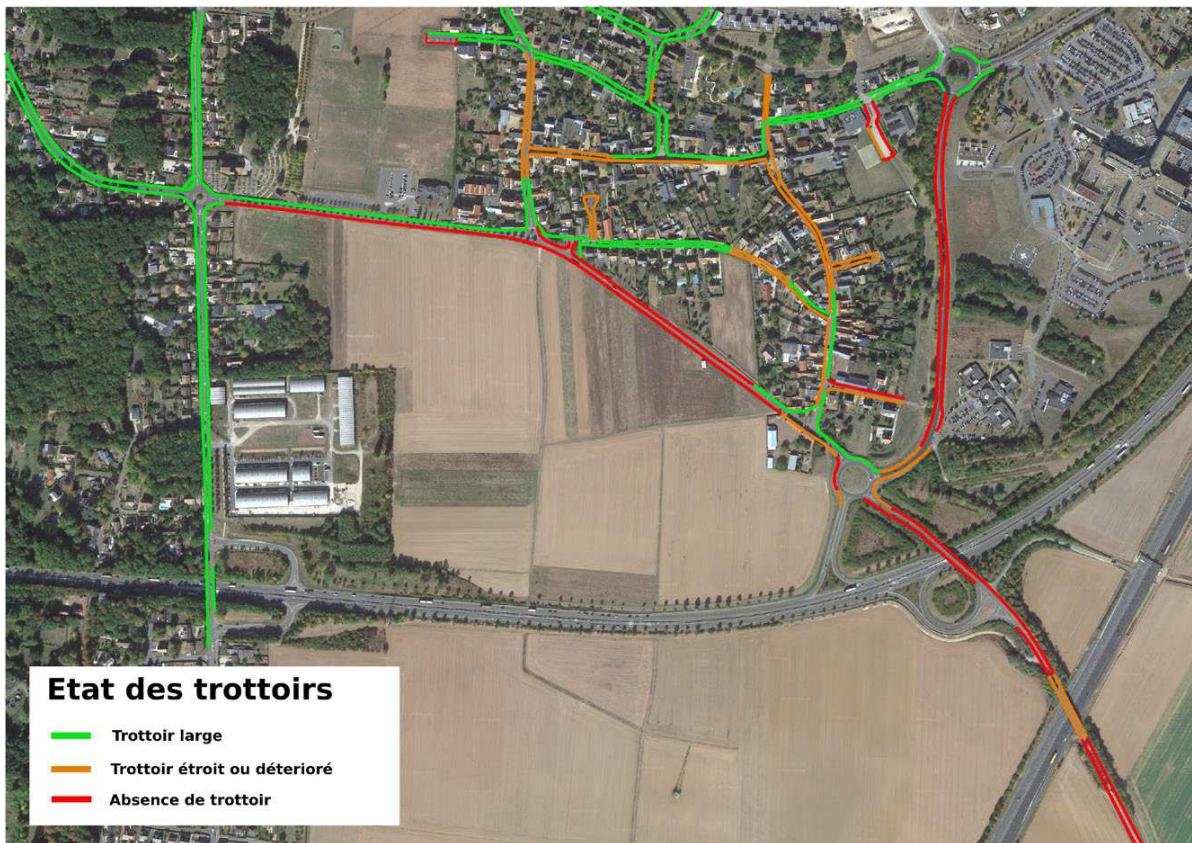 Etat des trottoirs
Trottoir large
Trottoir étroit ou déterioré
Absence de trottoir